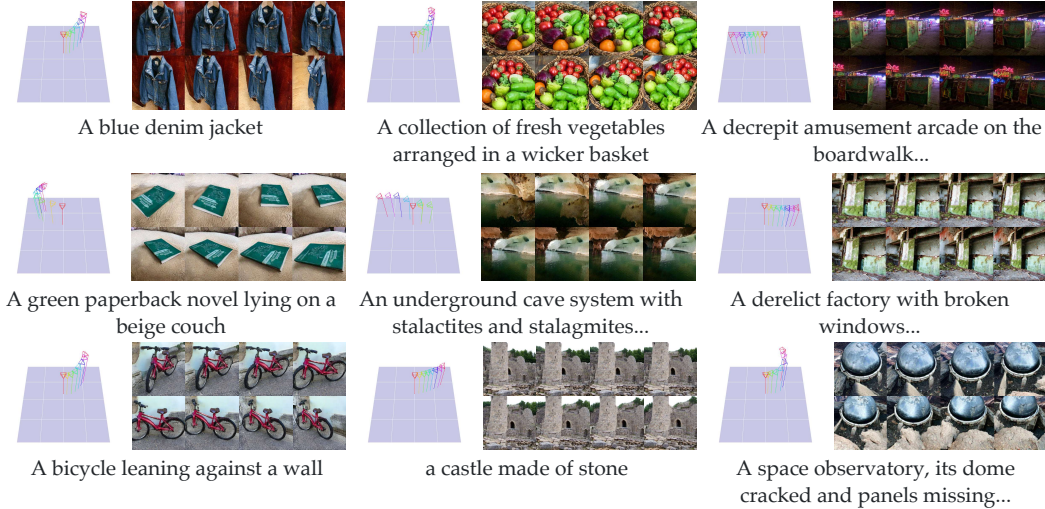 A blue denim jacket
A collection of fresh vegetables
arranged in a wicker basket
A decrepit amusement arcade on the
boardwalk...
A green paperback novel lying on a
beige couch
An underground cave system with
stalactites and stalagmites...
A derelict factory with broken
windows...
A bicycle leaning against a wall
a castle made of stone
A space observatory, its dome
cracked and panels missing...